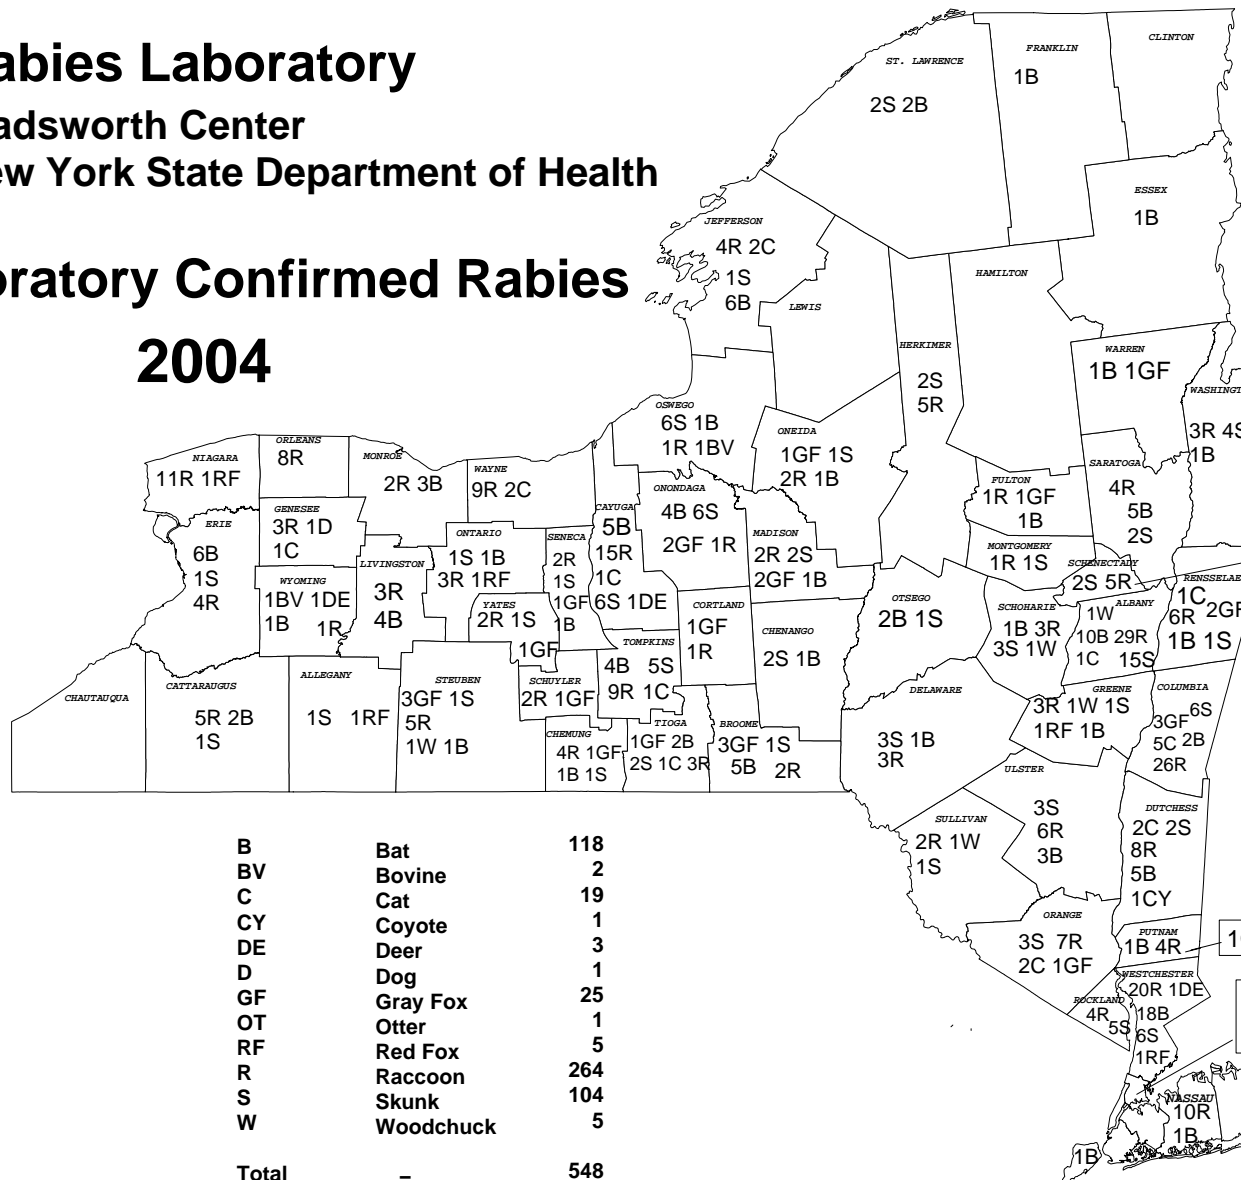 abies Laboratory
adsworth Center
ew York State Department of Health
oratory Confirmed Rabies
2004
ST. LAWRENCE
2S 2B
FRANKLIN
1B
CLINTON
ESSEX
1B
JEFFERSON
4R 2C
1S
6B
LEWIS
HAMILTON
HERKIMER
2S
5R
WARREN
1B 1GF
WASHINGT
3R 4S
1B
OSWEGO
6S 1B
1R 1BV
ONEIDA
1GF 1S
2R 1B
NIAGARA
11R 1RF
ORLEANS
8R
MONROE
2R 3B
WAYNE
9R 2C
CAYUGA
5B
15R
1C
6S 1DE
ONONDAGA
4B 6S
2GF 1R
MADISON
2R 2S
2GF 1B
FULTON
1R 1GF
1B
SARATOGA
4R
5B
2S
MONTGOMERY
1R 1S
SCHENECTADY
2S 5R
RENSSELAE
1C
6R 2GF
1B 1S
ERIE
6B
1S
4R
GENESEE
3R 1D
1C
WYOMING
1BV 1DE
1B 1R
LIVINGSTON
3R
4B
ONTARIO
1S 1B
3R 1RF
SENECA
2R
1S
1GF
1B
YATES
2R 1S
1GF
CORTLAND
1GF
1R
CHENANGO
2S 1B
OTSEGO
2B 1S
SCHOHARIE
1B 3R
3S 1W
ALBANY
1W
10B 29R
1C 15S
TOMPKINS
4B 5S
9R 1C
CHAUTAUQUA
CATTARAUGUS
5R 2B
1S
ALLEGANY
1S 1RF
STEUBEN
3GF 1S
5R
1W 1B
SCHUYLER
2R 1GF
CHEMUNG
4R 1GF
1B 1S
TIOGA
1GF 2B
2S 1C 3R
BROOME
3GF 1S
5B 2R
DELAWARE
3S 1B
3R
GREENE
3R 1W 1S
1RF 1B
COLUMBIA
6S
3GF
5C 2B
26R
ULSTER
3S
6R
3B
SULLIVAN
2R 1W
1S
DUTCHESS
2C 2S
8R
5B
1CY
ORANGE
3S 7R
2C 1GF
PUTNAM
1B 4R
1
WESTCHESTER
20R 1DE
18B
6S
1RF
ROCKLAND
4R
5S
NASSAU
10R
1B
1B
B Bat 118
BV Bovine 2
C Cat 19
CY Coyote 1
DE Deer 3
D Dog 1
GF Gray Fox 25
OT Otter 1
RF Red Fox 5
R Raccoon 264
S Skunk 104
W Woodchuck 5
Total – 548